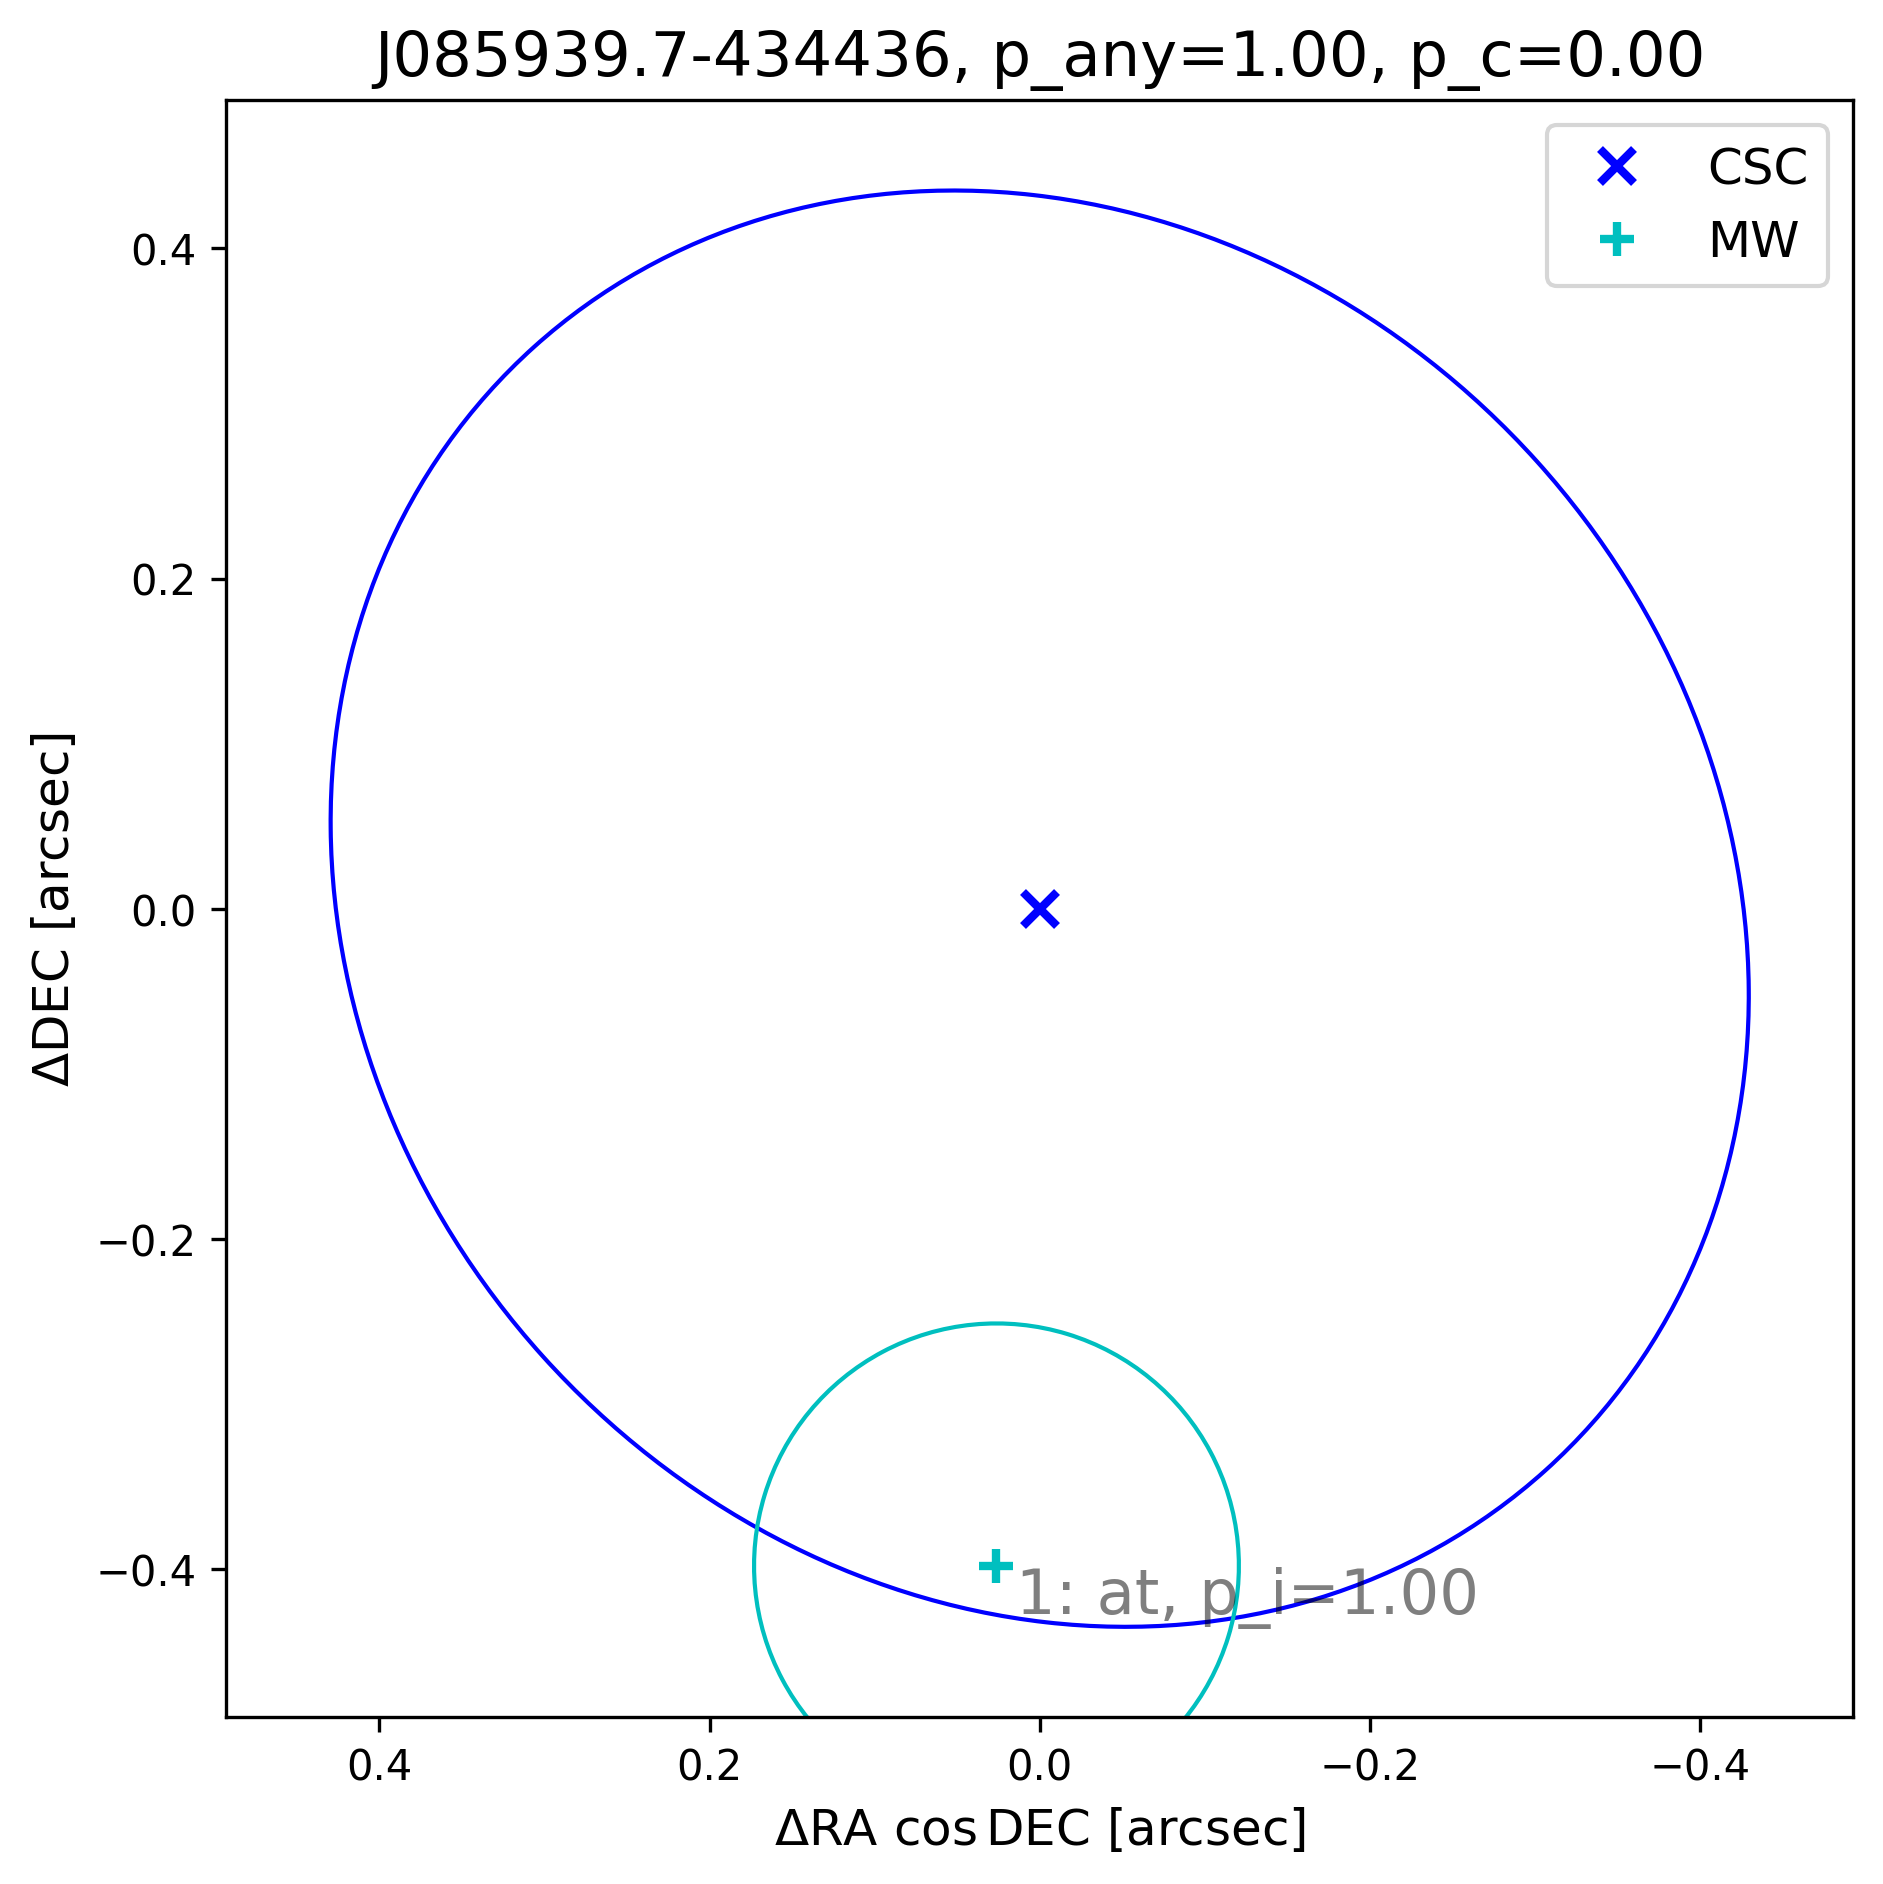 J085939.7-434436, p_any=1.00, p_c=0.00
CSC
MW
0.4
0.2
0.0
−0.2
−0.4
ΔDEC [arcsec]
1: at, p_i=1.00
0.4 0.2 0.0 −0.2 −0.4
ΔRA cos DEC [arcsec]